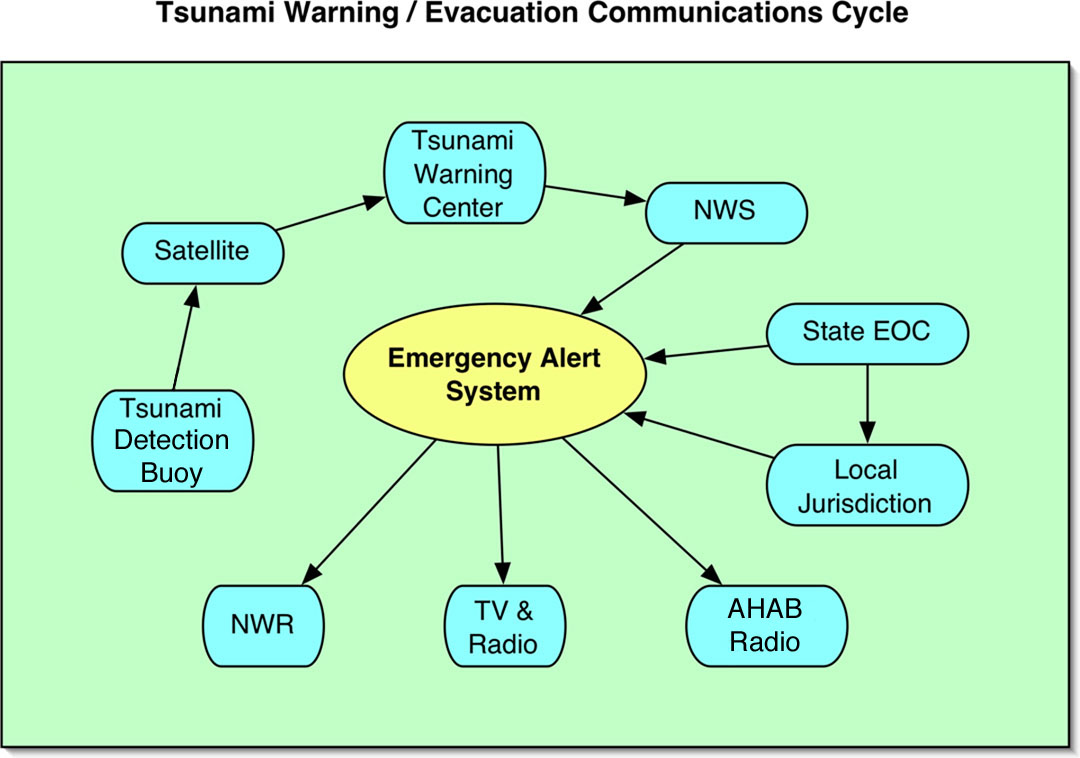 Tsunami Warning / Evacuation Communications Cycle
Tsunami
Warning
Center
NWS
Satellite
State EOC
Emergency Alert
System
Tsunami
Detection
Buoy
Local
Jurisdiction
NWR
TV &
Radio
AHAB
Radio